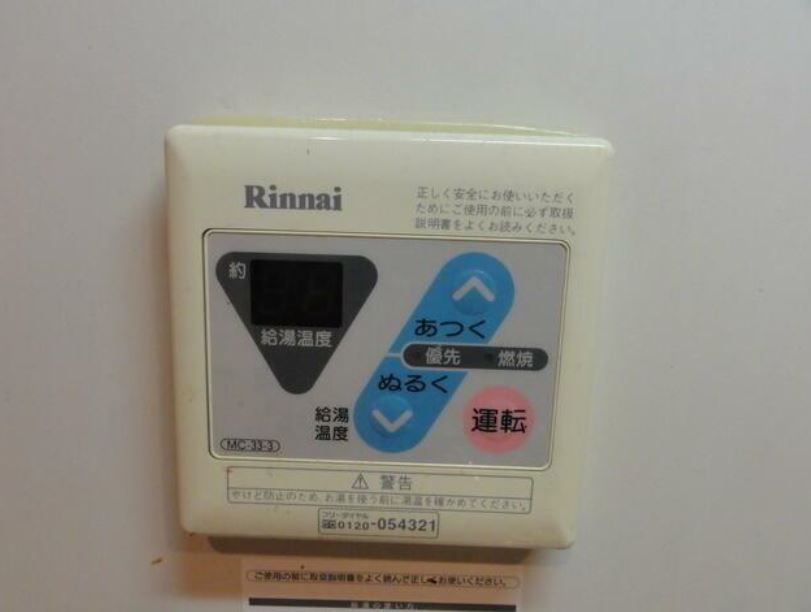 Rinnai
正しく安全にお使いいただく
ためにご使用の前に必ず取扱
説明書をよくお読みください。
約
給湯温度
あつく
優先 燃焼
ぬるく
給湯
温度
運転
MC-33-3
⚠ 警告
やけど防止のため、お湯を使う前に湯温を確かめてください。
フリーダイヤル
0120-054321
ご使用の前に取扱説明書をよく読んで正しくお使いください。